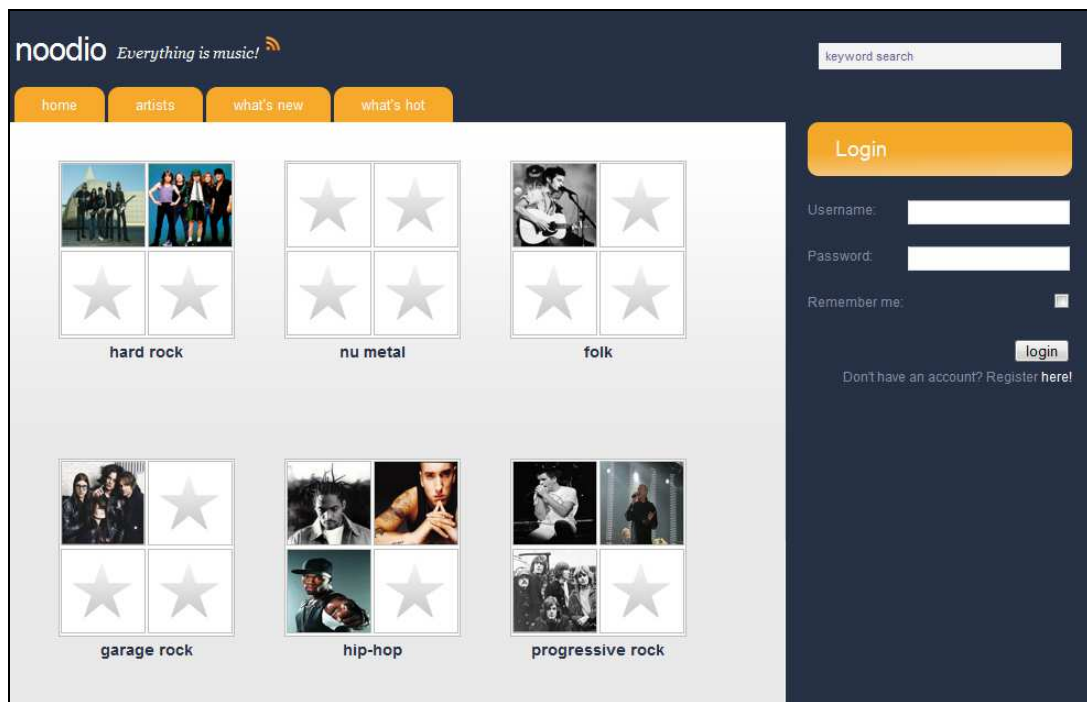 noodio Everything is music!
keyword search
home artists what's new what's hot
Login
Username:
Password:
Remember me:
login
Don't have an account? Register here!
hard rock nu metal folk
garage rock hip-hop progressive rock